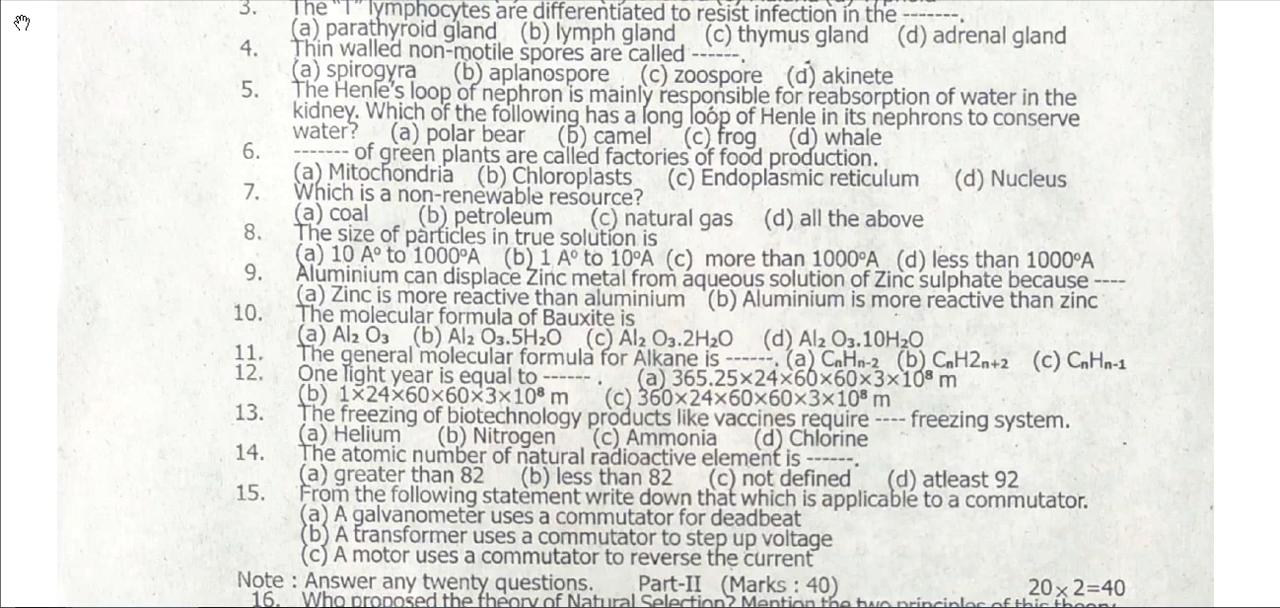 3. The "T" lymphocytes are differentiated to resist infection in the -------.
(a) parathyroid gland (b) lymph gland (c) thymus gland (d) adrenal gland
4. Thin walled non-motile spores are called ------.
(a) spirogyra (b) aplanospore (c) zoospore (d) akinete
5. The Henle's loop of nephron is mainly responsible for reabsorption of water in the
kidney. Which of the following has a long loop of Henle in its nephrons to conserve
water? (a) polar bear (b) camel (c) frog (d) whale
6. ------- of green plants are called factories of food production.
(a) Mitochondria (b) Chloroplasts (c) Endoplasmic reticulum (d) Nucleus
7. Which is a non-renewable resource?
(a) coal (b) petroleum (c) natural gas (d) all the above
8. The size of particles in true solution is
(a) 10 Aº to 1000ºA (b) 1 Aº to 10ºA (c) more than 1000ºA (d) less than 1000ºA
9. Aluminium can displace Zinc metal from aqueous solution of Zinc sulphate because ----
(a) Zinc is more reactive than aluminium (b) Aluminium is more reactive than zinc
10. The molecular formula of Bauxite is
(a) Al₂ O₃ (b) Al₂ O₃.5H₂O (c) Al₂ O₃.2H₂O (d) Al₂ O₃.10H₂O
11. The general molecular formula for Alkane is ------. (a) CₙHₙ₋₂ (b) CₙH2ₙ₊₂ (c) CₙHₙ₋₁
12. One light year is equal to ------ . (a) 365.25×24×60×60×3×10⁸ m
(b) 1×24×60×60×3×10⁸ m (c) 360×24×60×60×3×10⁸ m
13. The freezing of biotechnology products like vaccines require ---- freezing system.
(a) Helium (b) Nitrogen (c) Ammonia (d) Chlorine
14. The atomic number of natural radioactive element is ------.
(a) greater than 82 (b) less than 82 (c) not defined (d) atleast 92
15. From the following statement write down that which is applicable to a commutator.
(a) A galvanometer uses a commutator for deadbeat
(b) A transformer uses a commutator to step up voltage
(c) A motor uses a commutator to reverse the current
Note : Answer any twenty questions. Part-II (Marks : 40) 20 x 2=40
16. Who proposed the theory of Natural Selection? Mention the two principles of this theory.